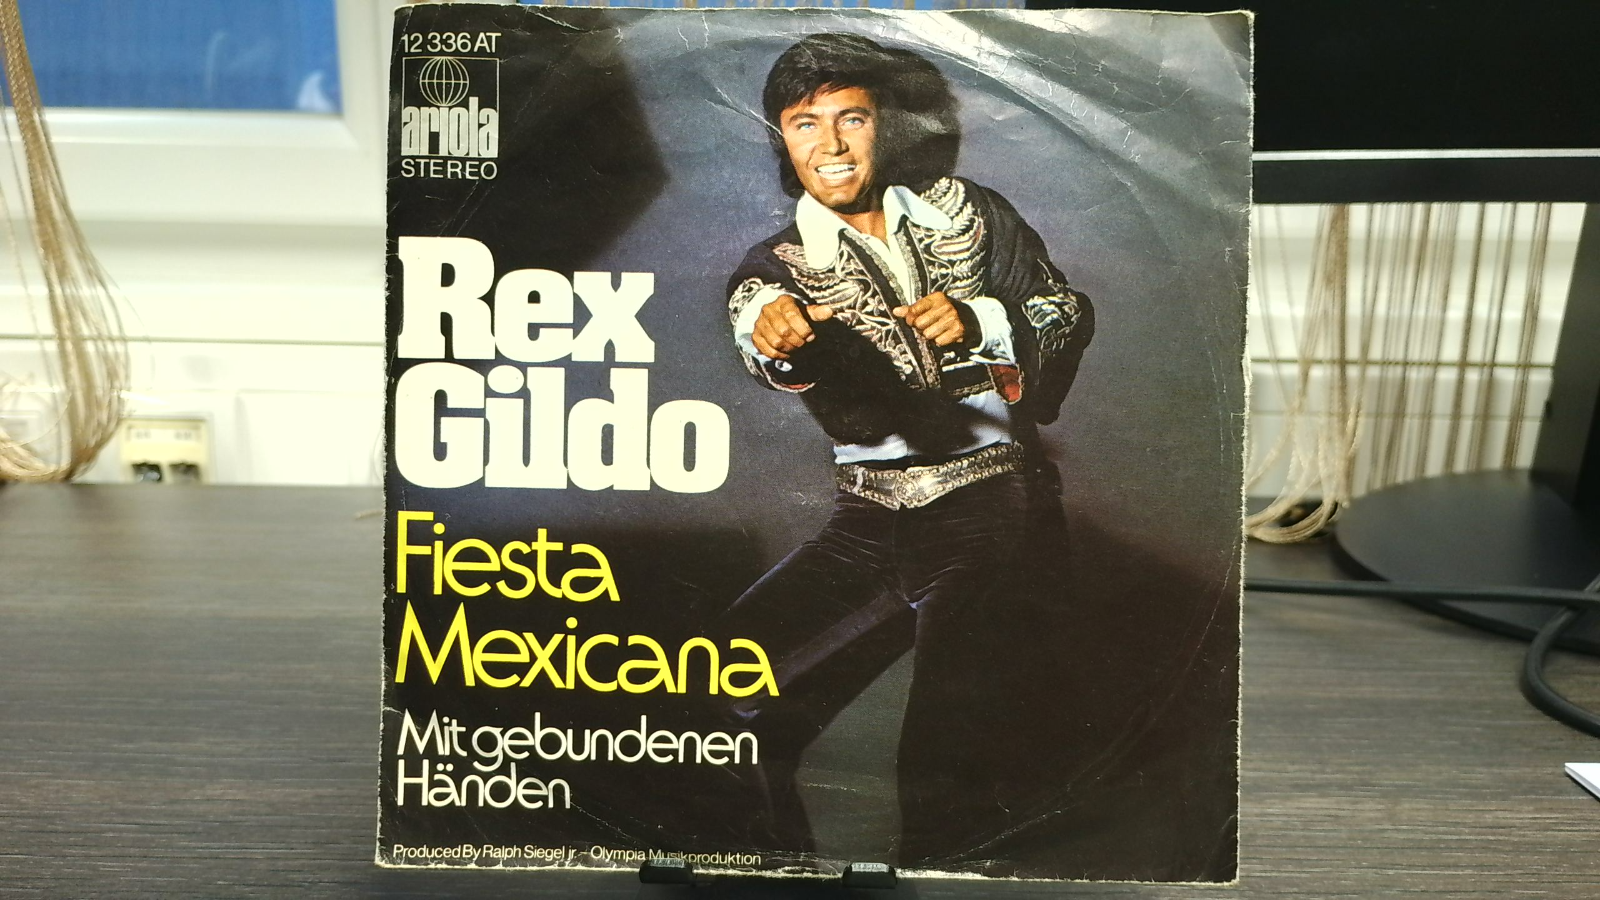 12 336 AT
ariola
STEREO
Rex
Gildo
Fiesta
Mexicana
Mit gebundenen
Händen
Produced By Ralph Siegel jr. – Olympia Musikproduktion